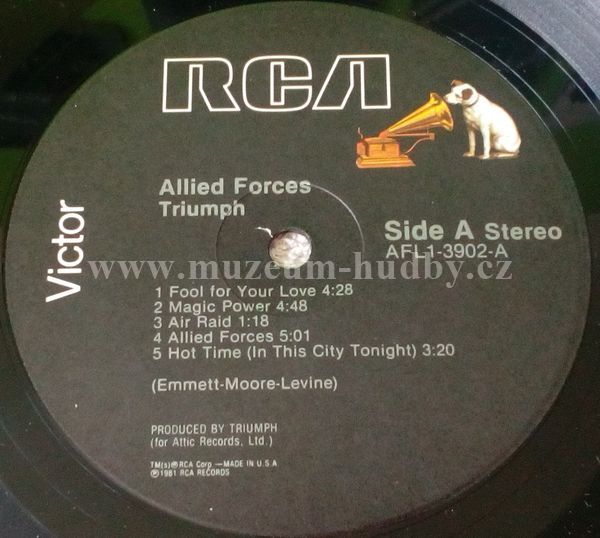 RCA
Victor
Allied Forces
Triumph
Side A Stereo
AFL1-3902-A
www.muzeum-hudby.cz
1 Fool for Your Love 4:28
2 Magic Power 4:48
3 Air Raid 1:18
4 Allied Forces 5:01
5 Hot Time (In This City Tonight) 3:20
(Emmett-Moore-Levine)
PRODUCED BY TRIUMPH
(for Attic Records, Ltd.)
TM(s)®RCA Corp.—MADE IN U.S.A
℗1981 RCA RECORDS